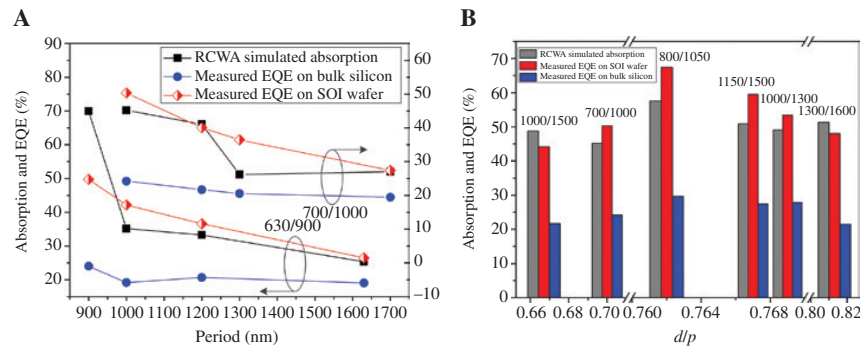 A
RCWA simulated absorption
Measured EQE on bulk silicon
Measured EQE on SOI wafer
Absorption and EQE (%)
90
80
70
60
50
40
30
20
60
50
40
30
20
10
0
−10
700/1000
630/900
900 1000 1100 1200 1300 1400 1500 1600 1700
Period (nm)
B
RCWA simulated absorption
Measured EQE on SOI wafer
Measured EQE on bulk silicon
Absorption and EQE (%)
70
60
50
40
30
20
10
0
1000/1500
700/1000
800/1050
1150/1500
1000/1300
1300/1600
0.66 0.68 0.70 0.760 0.764 0.768 0.80 0.82
d/p